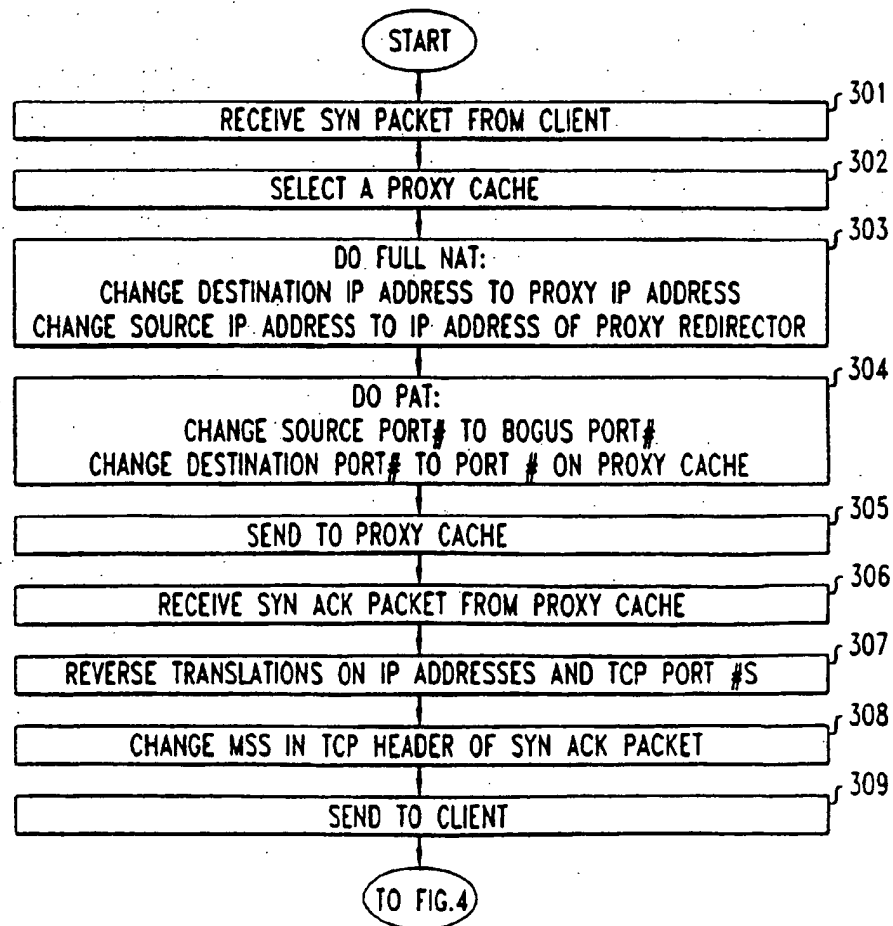 START
301
RECEIVE SYN PACKET FROM CLIENT
302
SELECT A PROXY CACHE
303
DO FULL NAT:
CHANGE DESTINATION IP ADDRESS TO PROXY IP ADDRESS
CHANGE SOURCE IP ADDRESS TO IP ADDRESS OF PROXY REDIRECTOR
304
DO PAT:
CHANGE SOURCE PORT# TO BOGUS PORT#
CHANGE DESTINATION PORT# TO PORT # ON PROXY CACHE
305
SEND TO PROXY CACHE
306
RECEIVE SYN ACK PACKET FROM PROXY CACHE
307
REVERSE TRANSLATIONS ON IP ADDRESSES AND TCP PORT #S
308
CHANGE MSS IN TCP HEADER OF SYN ACK PACKET
309
SEND TO CLIENT
TO FIG.4